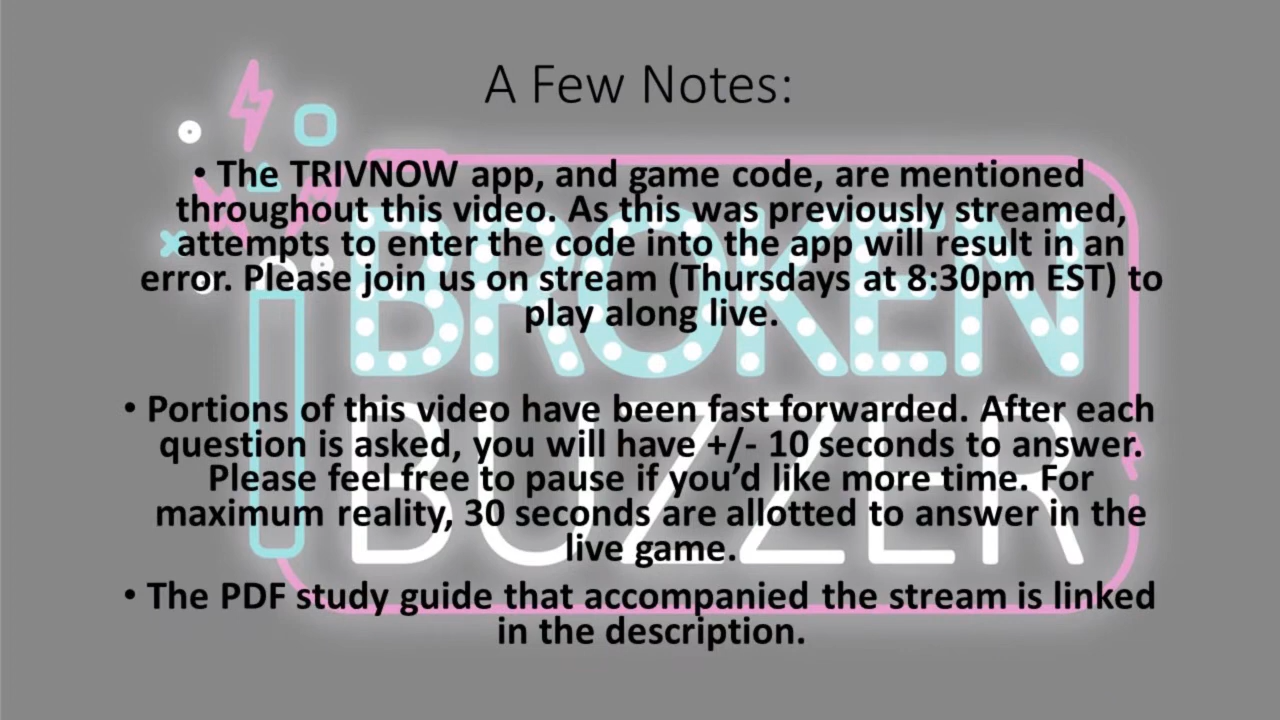 A Few Notes:
• The TRIVNOW app, and game code, are mentioned
throughout this video. As this was previously streamed,
attempts to enter the code into the app will result in an
error. Please join us on stream (Thursdays at 8:30pm EST) to
play along live.
• Portions of this video have been fast forwarded. After each
question is asked, you will have +/- 10 seconds to answer.
Please feel free to pause if you’d like more time. For
maximum reality, 30 seconds are allotted to answer in the
live game.
• The PDF study guide that accompanied the stream is linked
in the description.
BROKEN
BUZZER